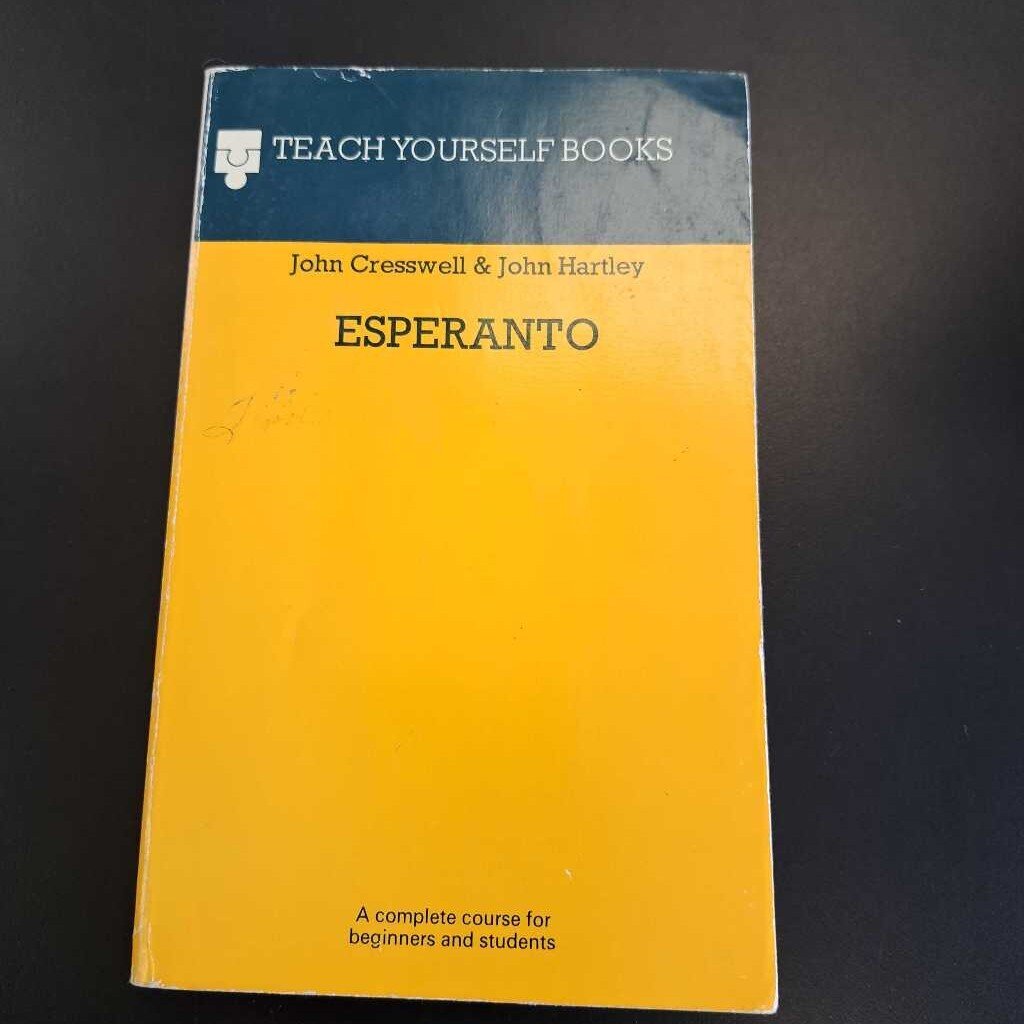 TEACH YOURSELF BOOKS
John Cresswell & John Hartley
ESPERANTO
A complete course for
beginners and students